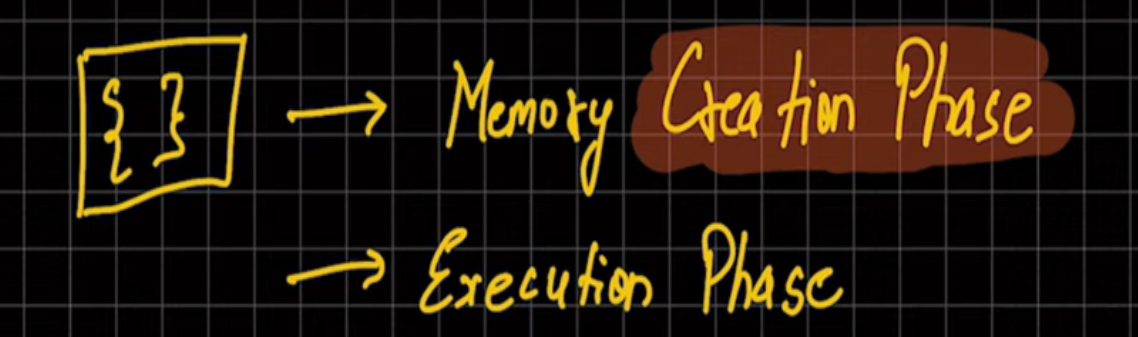 { } → Memory Creation Phase
→ Execution Phase